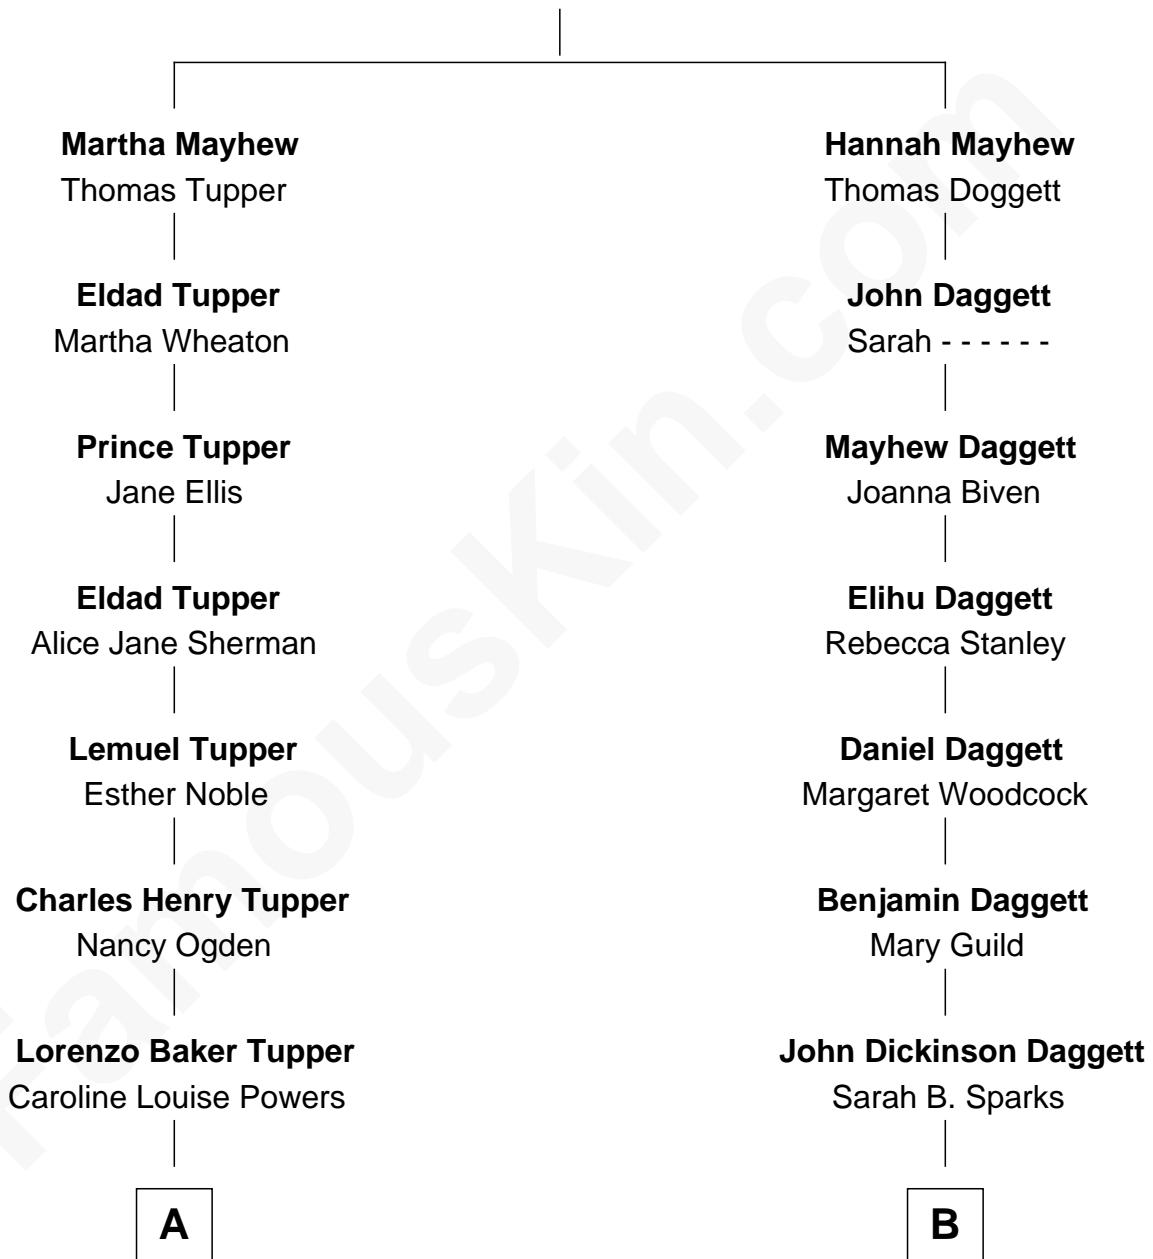 Martha Mayhew
Thomas Tupper
Eldad Tupper
Martha Wheaton
Prince Tupper
Jane Ellis
Eldad Tupper
Alice Jane Sherman
Lemuel Tupper
Esther Noble
Charles Henry Tupper
Nancy Ogden
Lorenzo Baker Tupper
Caroline Louise Powers
A
Hannah Mayhew
Thomas Doggett
John Daggett
Sarah - - - - - -
Mayhew Daggett
Joanna Biven
Elihu Daggett
Rebecca Stanley
Daniel Daggett
Margaret Woodcock
Benjamin Daggett
Mary Guild
John Dickinson Daggett
Sarah B. Sparks
B
FamousKin.com